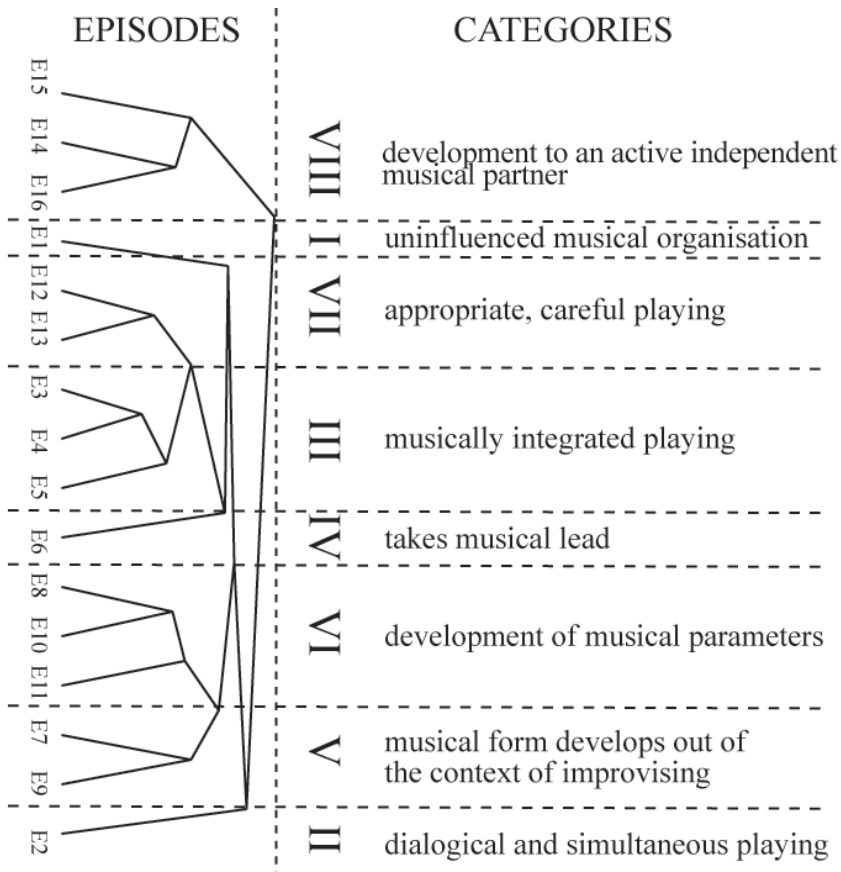 EPISODES CATEGORIES
E15
E14
E16
VIII development to an active independent
musical partner
E1 I uninfluenced musical organisation
E12
E13
VII appropriate, careful playing
E3
E4
E5
III musically integrated playing
E6 IV takes musical lead
E8
E10
E11
VI development of musical parameters
E7
E9
V musical form develops out of
the context of improvising
E2 II dialogical and simultaneous playing